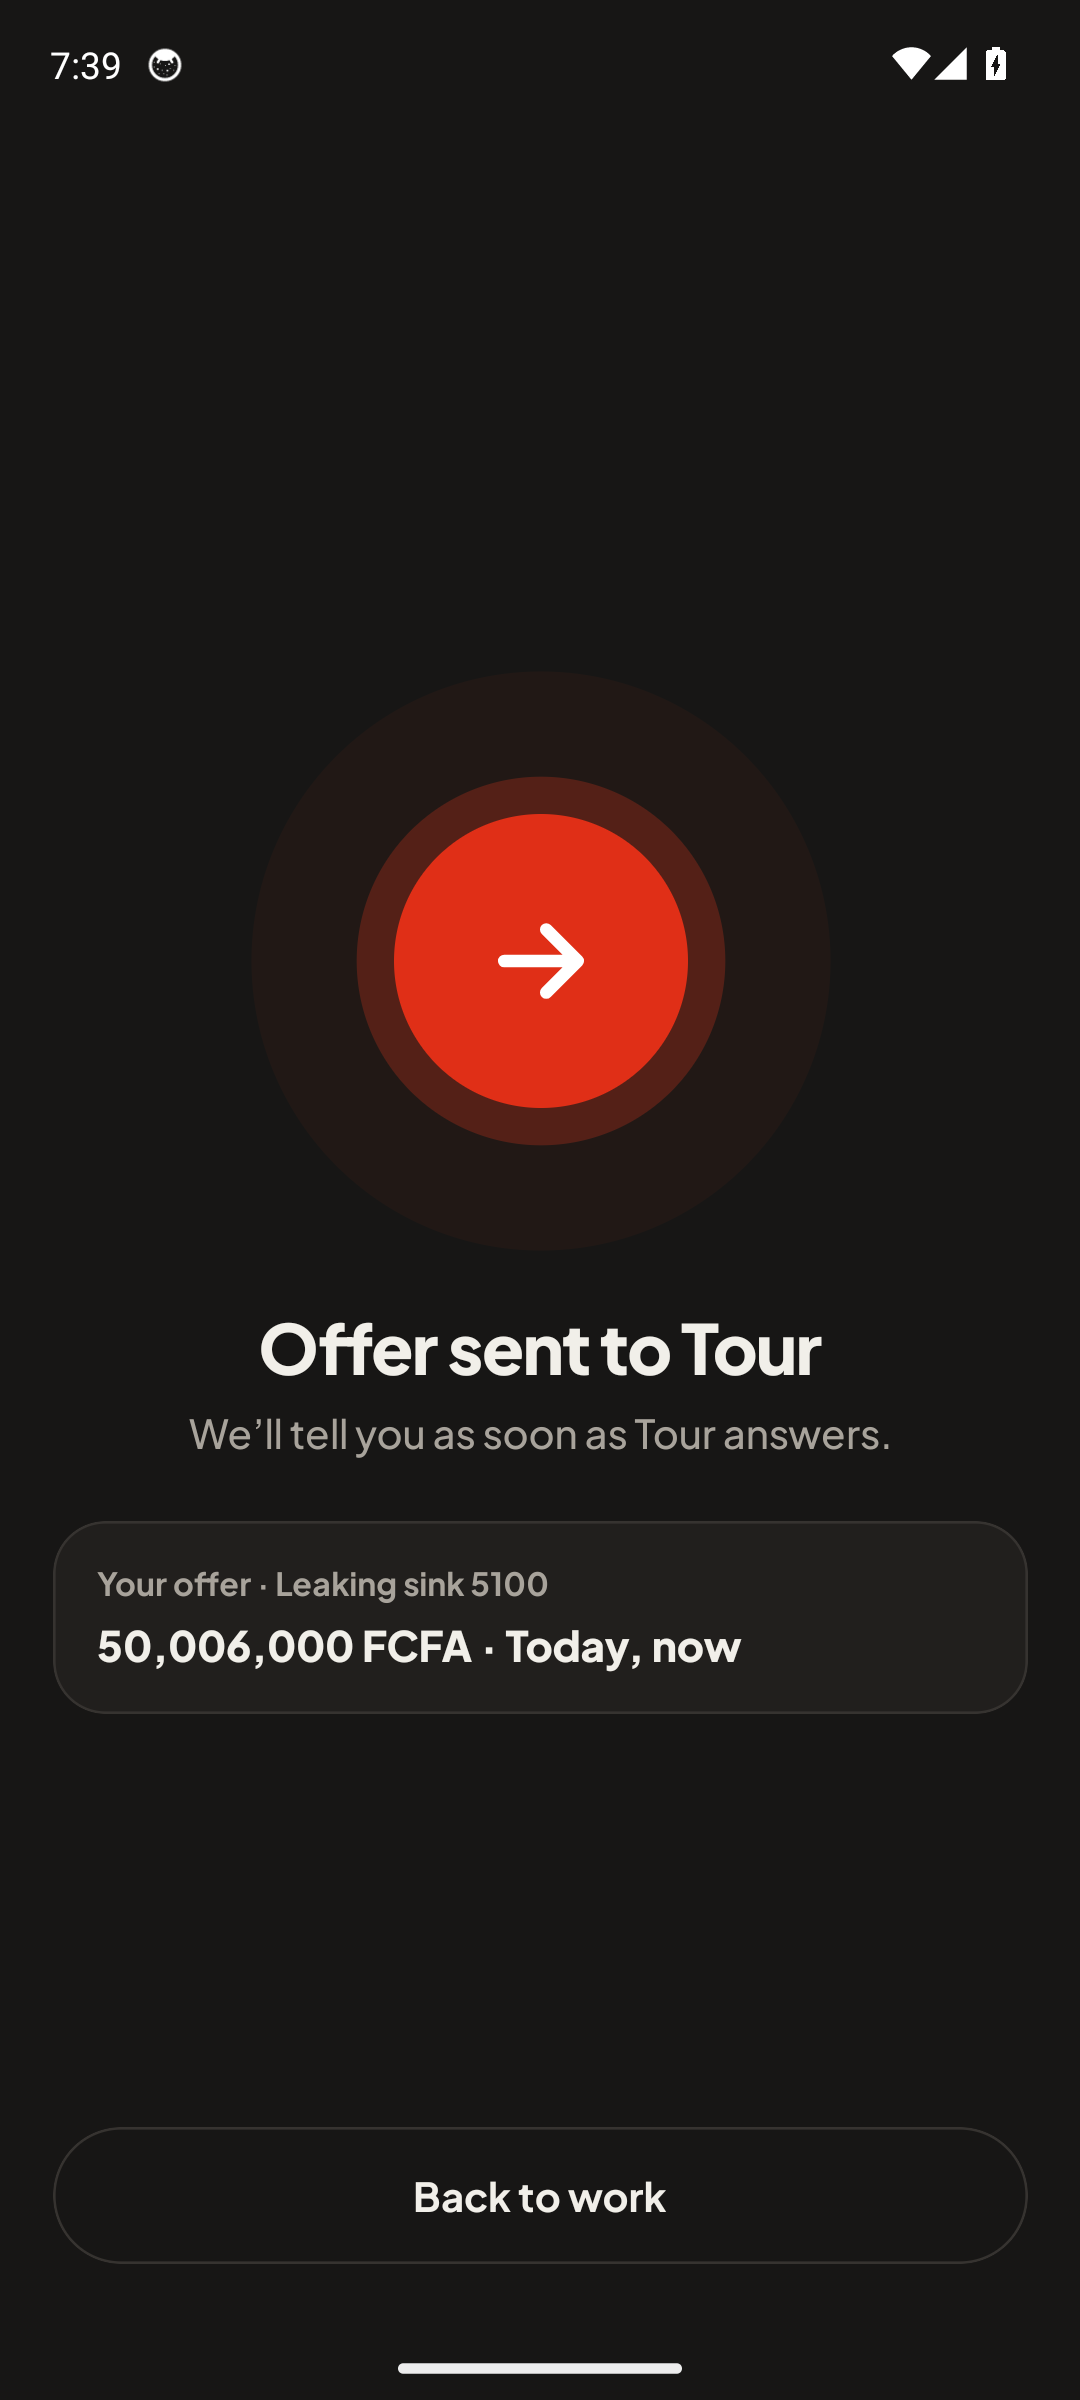 7:39
Offer sent to Tour
We’ll tell you as soon as Tour answers.
Your offer · Leaking sink 5100
50,006,000 FCFA · Today, now
Back to work